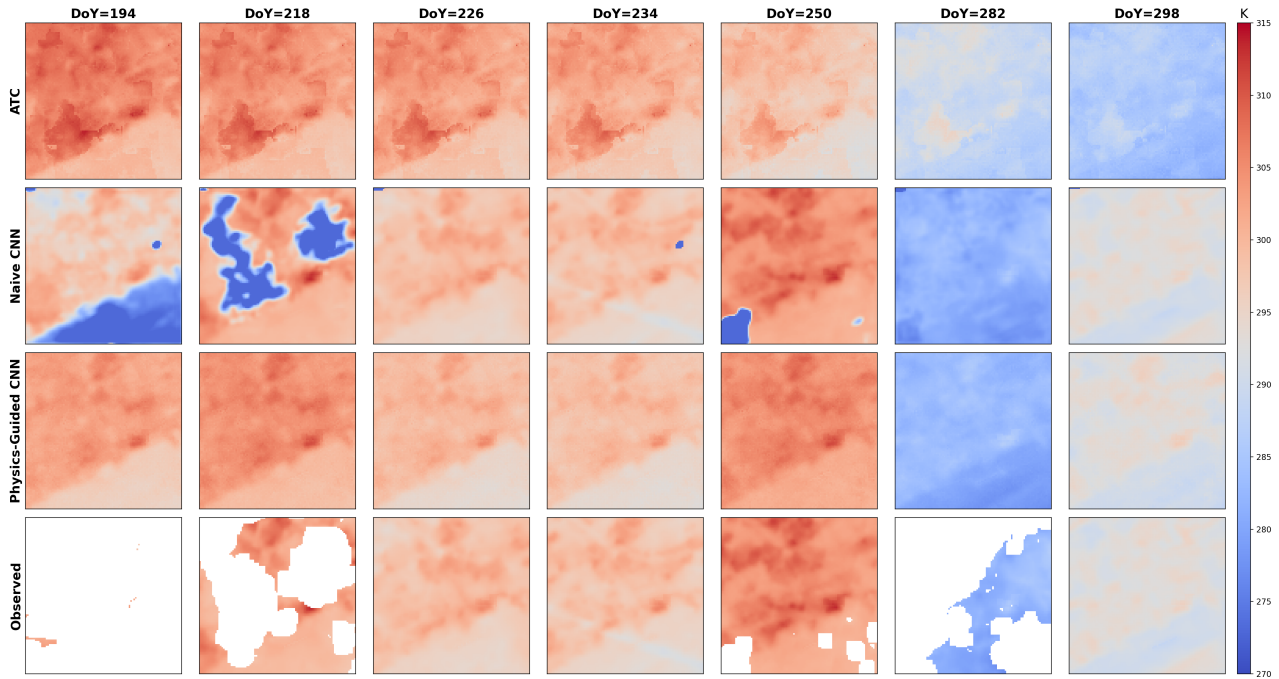 DoY=194 DoY=218 DoY=226 DoY=234 DoY=250 DoY=282 DoY=298 K
ATC
Naive CNN
Physics-Guided CNN
Observed
315
310
305
300
295
290
285
280
275
270